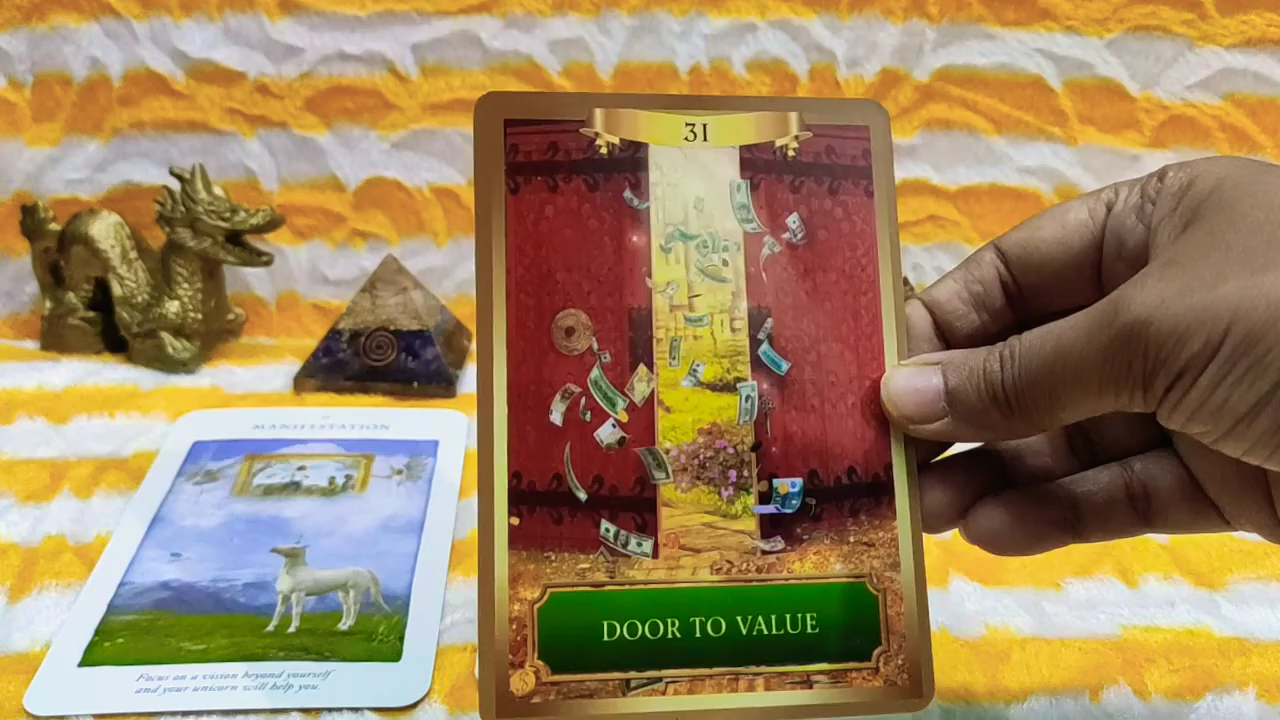 MANIFESTATION
Focus on a vision beyond yourself
and your unicorn will help you.
31
DOOR TO VALUE